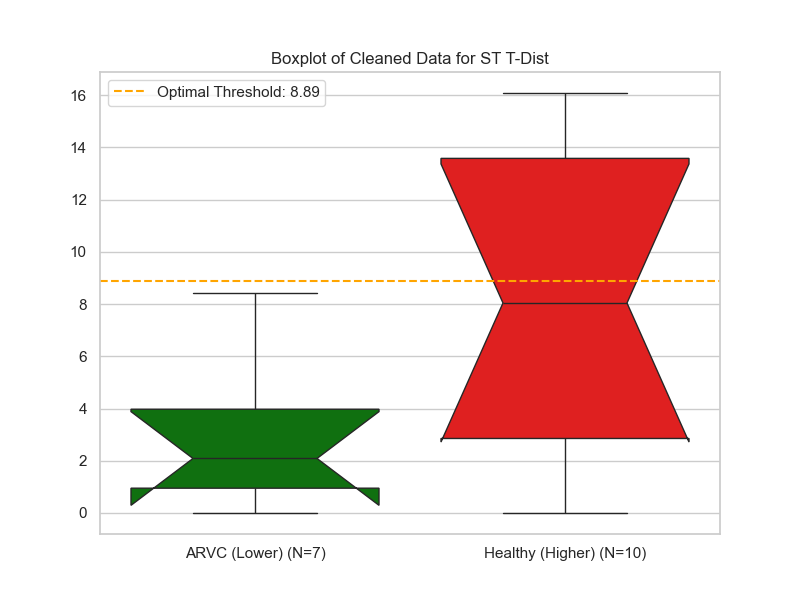 Boxplot of Cleaned Data for ST T-Dist
Optimal Threshold: 8.89
16
14
12
10
8
6
4
2
0
ARVC (Lower) (N=7)
Healthy (Higher) (N=10)